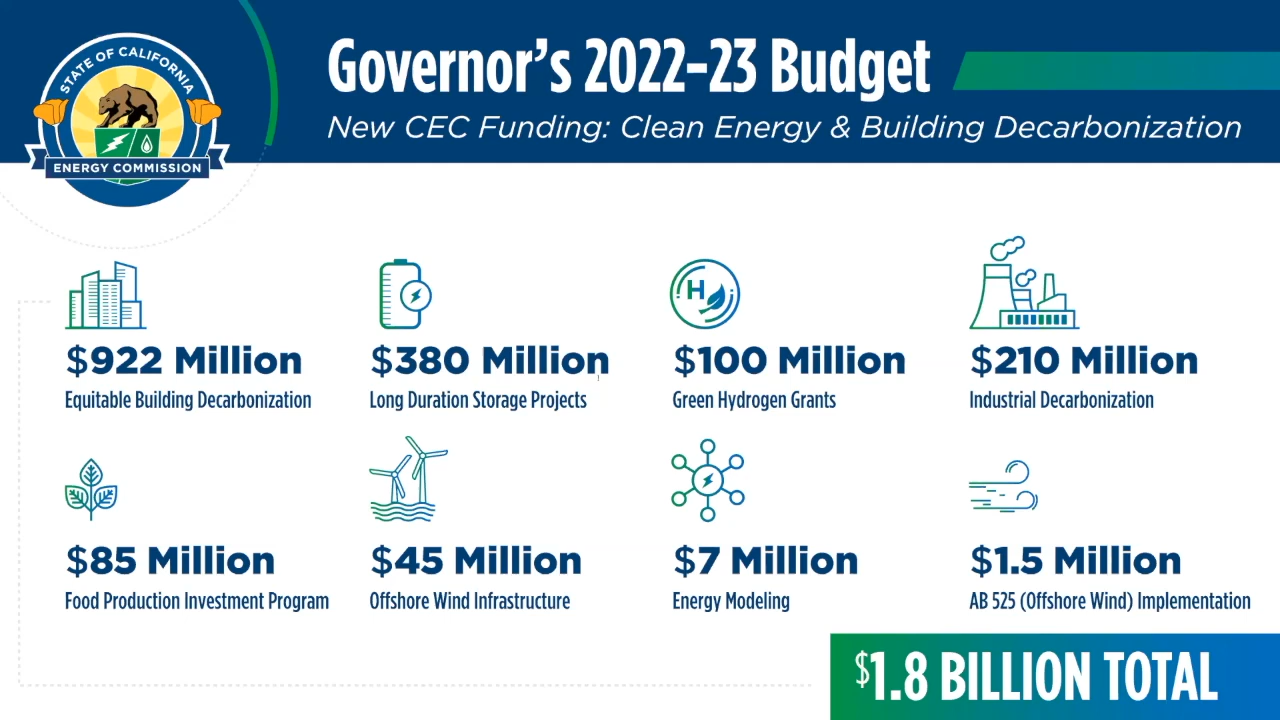 STATE OF CALIFORNIA
ENERGY COMMISSION
Governor's 2022-23 Budget
New CEC Funding: Clean Energy & Building Decarbonization
H
$922 Million
Equitable Building Decarbonization
$380 Million
Long Duration Storage Projects
$100 Million
Green Hydrogen Grants
$210 Million
Industrial Decarbonization
$85 Million
Food Production Investment Program
$45 Million
Offshore Wind Infrastructure
$7 Million
Energy Modeling
$1.5 Million
AB 525 (Offshore Wind) Implementation
$1.8 BILLION TOTAL